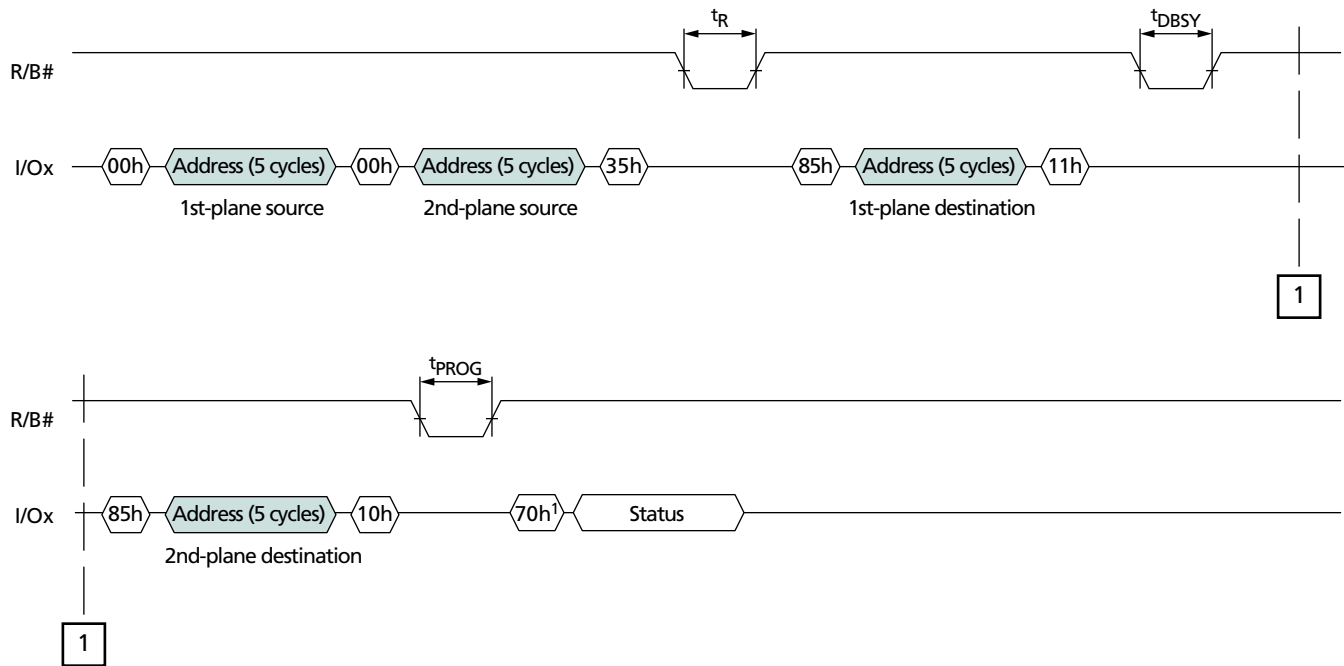 tR tDBSY
R/B#
I/Ox 00h Address (5 cycles) 00h Address (5 cycles) 35h 85h Address (5 cycles) 11h
1st-plane source 2nd-plane source 1st-plane destination
1
tPROG
R/B#
I/Ox 85h Address (5 cycles) 10h 70h1 Status
2nd-plane destination
1